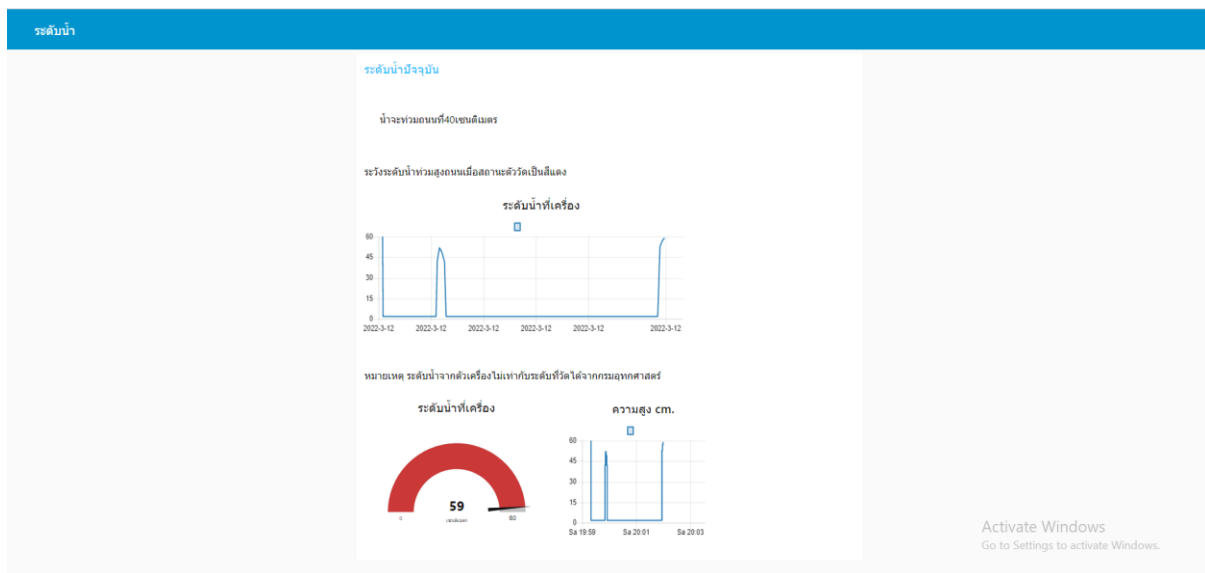 ระดับน้ำ
ระดับน้ำปัจจุบัน
น้ำจะท่วมถนนที่40เซนติเมตร
ระวังระดับน้ำท่วมสูงถนนเมื่อสถานะตัววัดเป็นสีแดง
ระดับน้ำที่เครื่อง
60
45
30
15
0
2022-3-12 2022-3-12 2022-3-12 2022-3-12 2022-3-12 2022-3-12
หมายเหตุ ระดับน้ำจากตัวเครื่องไม่เท่ากับระดับที่วัดได้จากกรมอุทกศาสตร์
ระดับน้ำที่เครื่อง
59
เซนติเมตร
0 60
ความสูง cm.
60
45
30
15
0
Sa 19:59 Sa 20:01 Sa 20:03
Activate Windows
Go to Settings to activate Windows.